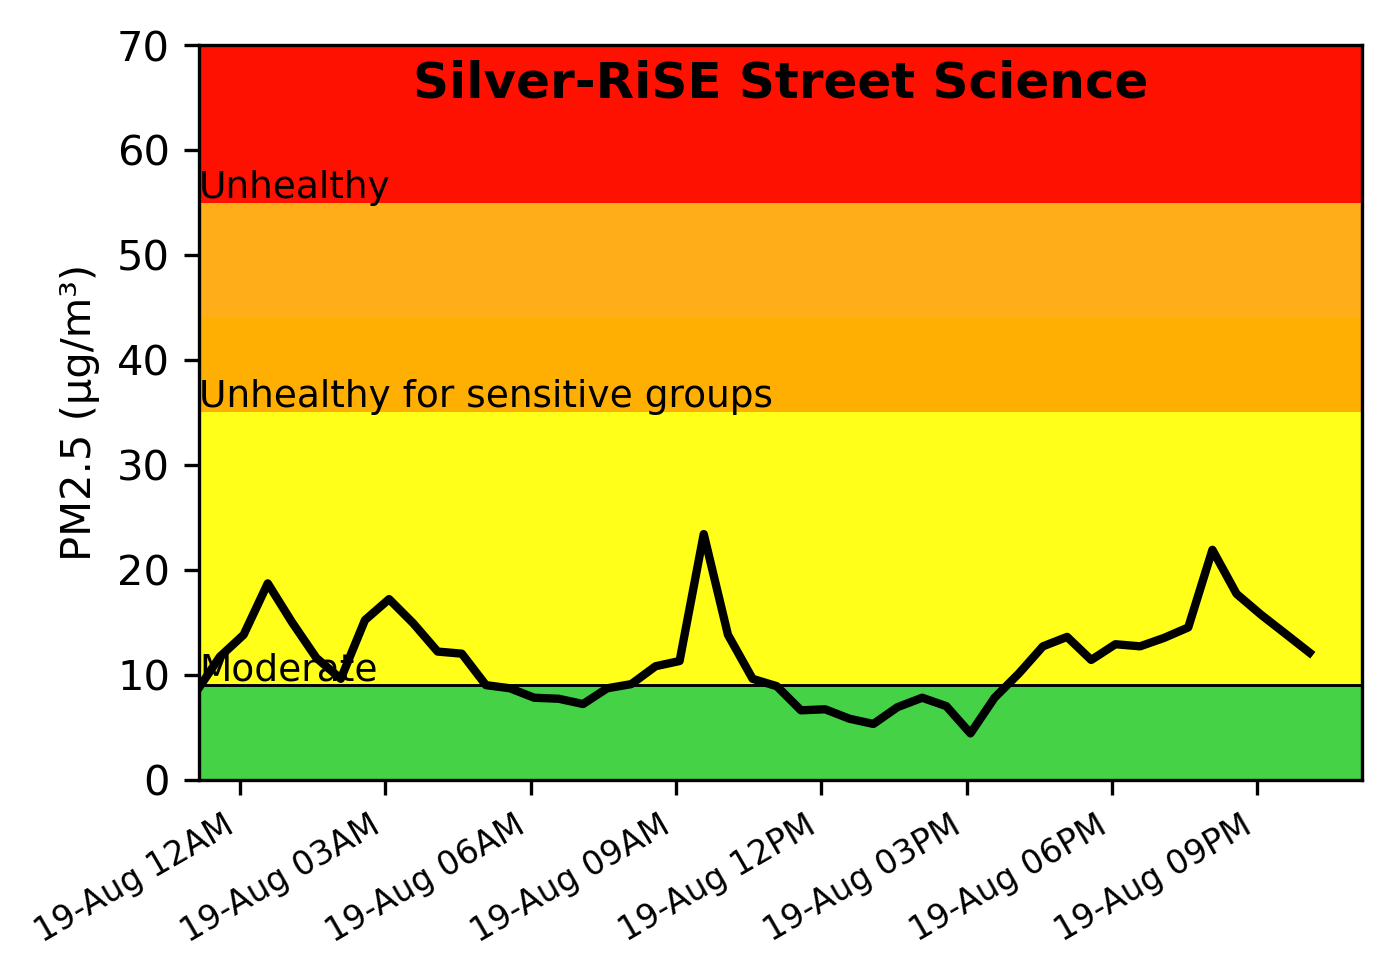 Silver-RiSE Street Science
70
60
50
40
30
20
10
0
PM2.5 (µg/m³)
Unhealthy
Unhealthy for sensitive groups
Moderate
19-Aug 12AM
19-Aug 03AM
19-Aug 06AM
19-Aug 09AM
19-Aug 12PM
19-Aug 03PM
19-Aug 06PM
19-Aug 09PM